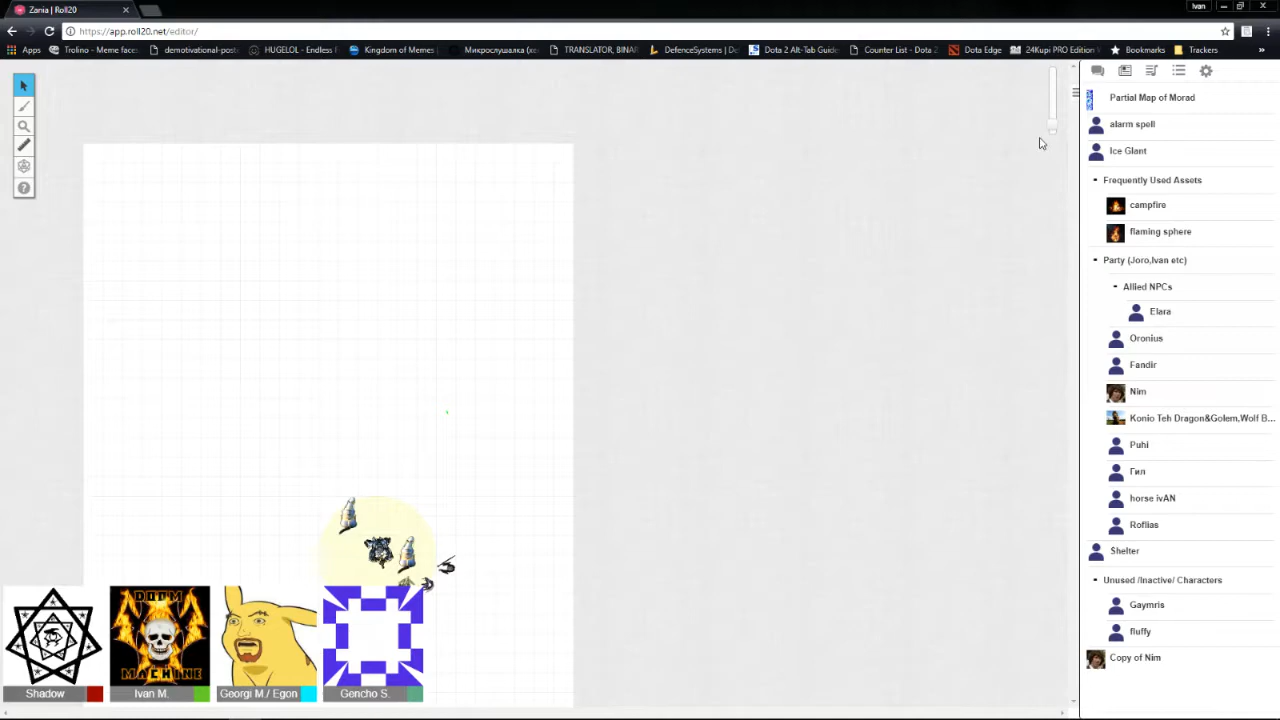 Ivan
Zania | Roll20
https://app.roll20.net/editor/
Apps
Trolino - Meme faces
demotivational-poste
HUGELOL - Endless F
Kingdom of Memes |
Микрослушалка (нов
TRANSLATOR, BINAR
DefenceSystems | Do
Dota 2 Alt-Tab Guide
Counter List - Dota 2
Dota Edge
24Kupi PRO Edition W
Bookmarks
Trackers
»
Partial Map of Morad
alarm spell
Ice GIant
Frequently Used Assets
campfire
flaming sphere
Party (Joro,Ivan etc)
Allied NPCs
Elara
Oronius
Fandir
Nim
Konio Teh Dragon&Golem,Wolf B...
Puhi
Гил
horse ivAN
Roflias
Shelter
Unused /Inactive/ Characters
Gaymris
fluffy
Copy of Nim
DOOM
MACHINE
Shadow
Ivan M.
Georgi M / Egon
Gencho S.